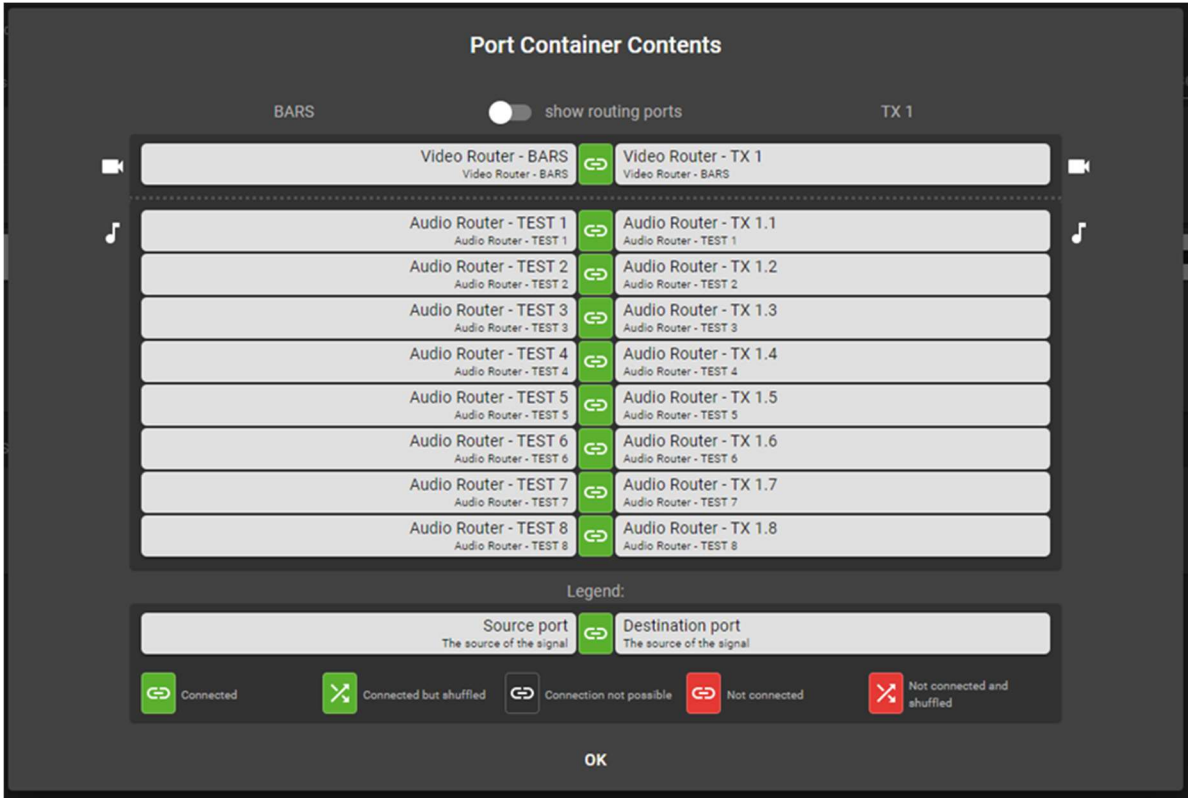 Port Container Contents
BARS show routing ports TX 1
Video Router - BARS Video Router - TX 1
Video Router - BARS Video Router - BARS
Audio Router - TEST 1 Audio Router - TX 1.1
Audio Router - TEST 1 Audio Router - TEST 1
Audio Router - TEST 2 Audio Router - TX 1.2
Audio Router - TEST 2 Audio Router - TEST 2
Audio Router - TEST 3 Audio Router - TX 1.3
Audio Router - TEST 3 Audio Router - TEST 3
Audio Router - TEST 4 Audio Router - TX 1.4
Audio Router - TEST 4 Audio Router - TEST 4
Audio Router - TEST 5 Audio Router - TX 1.5
Audio Router - TEST 5 Audio Router - TEST 5
Audio Router - TEST 6 Audio Router - TX 1.6
Audio Router - TEST 6 Audio Router - TEST 6
Audio Router - TEST 7 Audio Router - TX 1.7
Audio Router - TEST 7 Audio Router - TEST 7
Audio Router - TEST 8 Audio Router - TX 1.8
Audio Router - TEST 8 Audio Router - TEST 8
Legend:
Source port Destination port
The source of the signal The source of the signal
Connected Connected but shuffled Connection not possible Not connected Not connected and
shuffled
OK